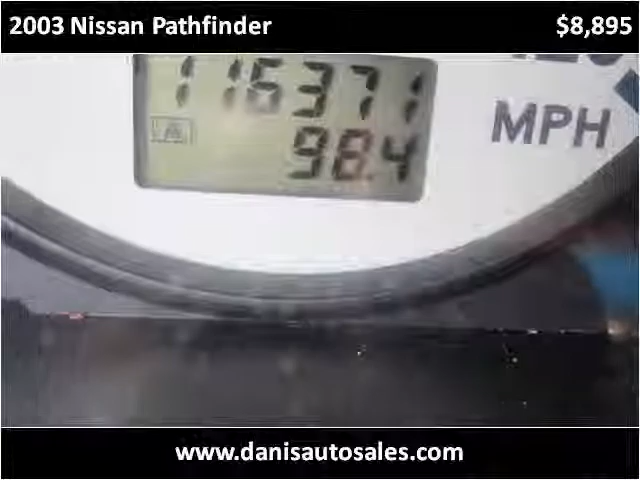 2003 Nissan Pathfinder $8,895
116371
A
98.4
MPH
www.danisautosales.com